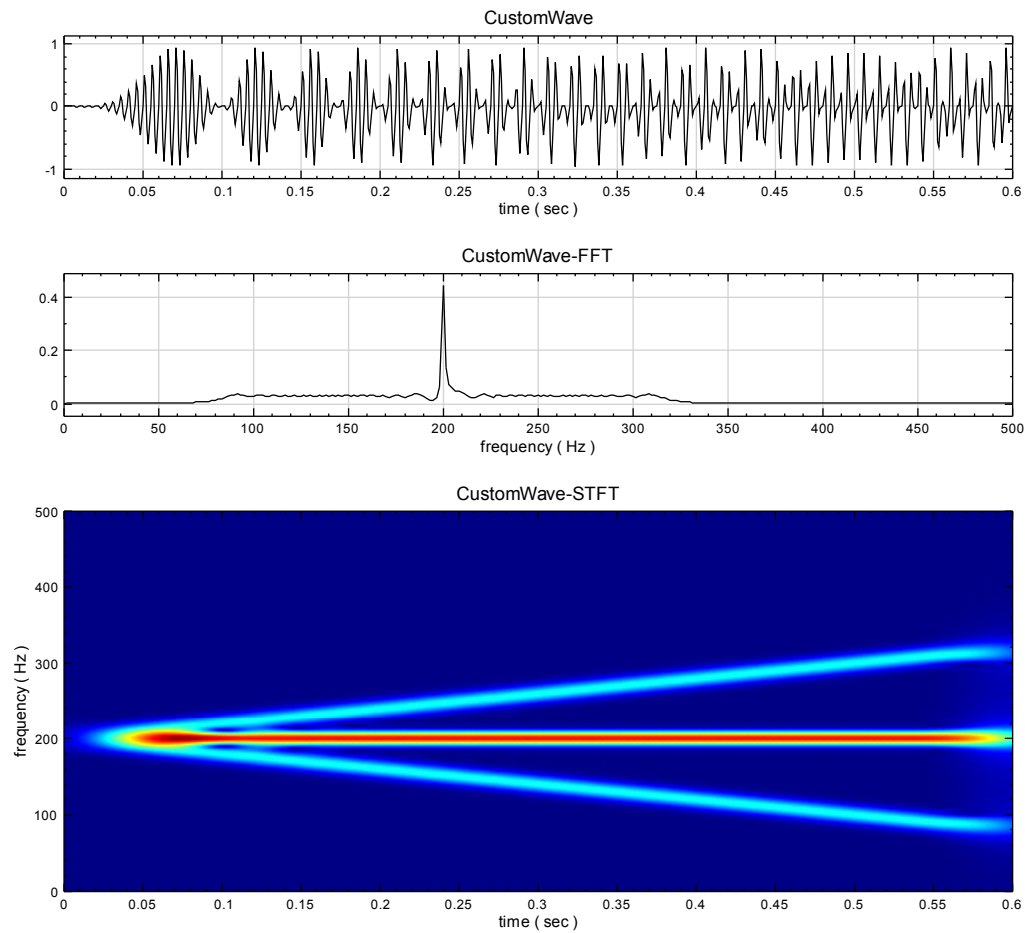 CustomWave
1
0
-1
0 0.05 0.1 0.15 0.2 0.25 0.3 0.35 0.4 0.45 0.5 0.55 0.6
time ( sec )
CustomWave-FFT
0.4
0.2
0
0 50 100 150 200 250 300 350 400 450 500
frequency ( Hz )
CustomWave-STFT
500
400
300
200
100
0
frequency ( Hz )
0 0.05 0.1 0.15 0.2 0.25 0.3 0.35 0.4 0.45 0.5 0.55 0.6
time ( sec )